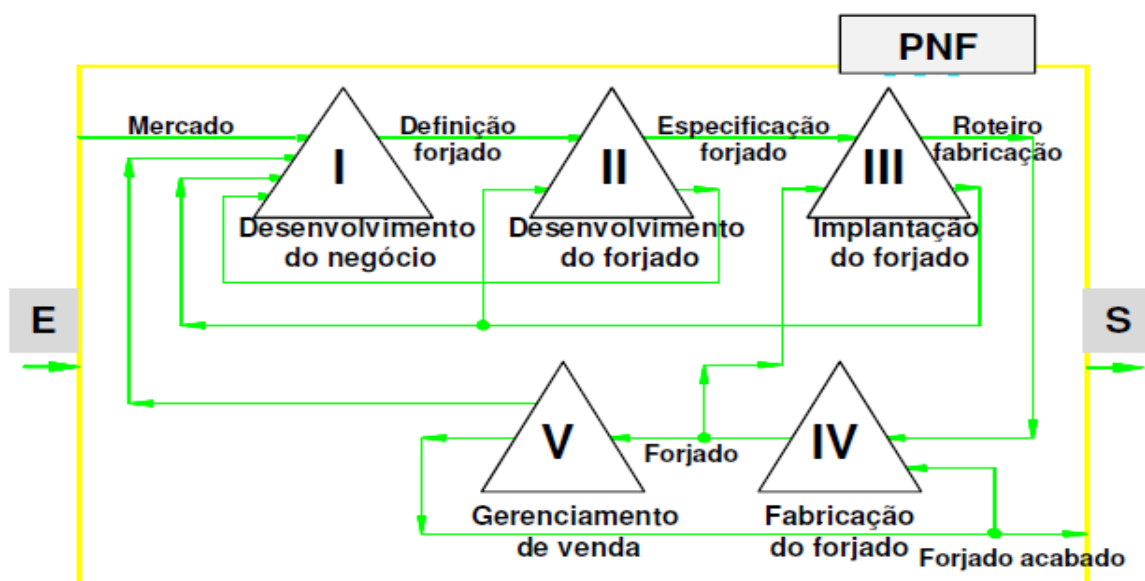 PNF
Mercado
Definição
forjado
Especificação
forjado
Roteiro
fabricação
I
II
III
Desenvolvimento
do negócio
Desenvolvimento
do forjado
Implantação
do forjado
E
S
V
Forjado
IV
Gerenciamento
de venda
Fabricação
do forjado
Forjado acabado